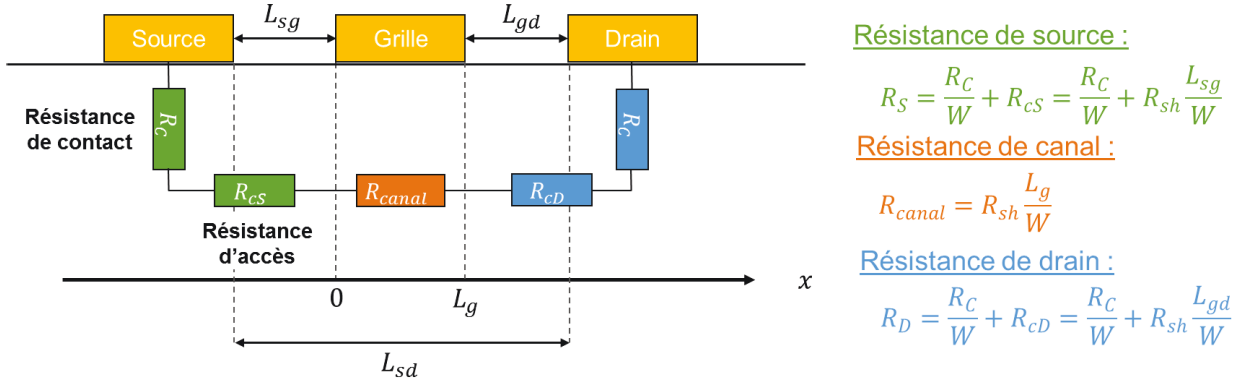 L_sg
L_gd
Source
Grille
Drain
Résistance
de contact
R_C
R_C
R_cS
R_canal
R_cD
Résistance
d'accès
0
L_g
x
L_sd
Résistance de source :
R_S = R_C/W + R_cS = R_C/W + R_sh L_sg/W
Résistance de canal :
R_canal = R_sh L_g/W
Résistance de drain :
R_D = R_C/W + R_cD = R_C/W + R_sh L_gd/W